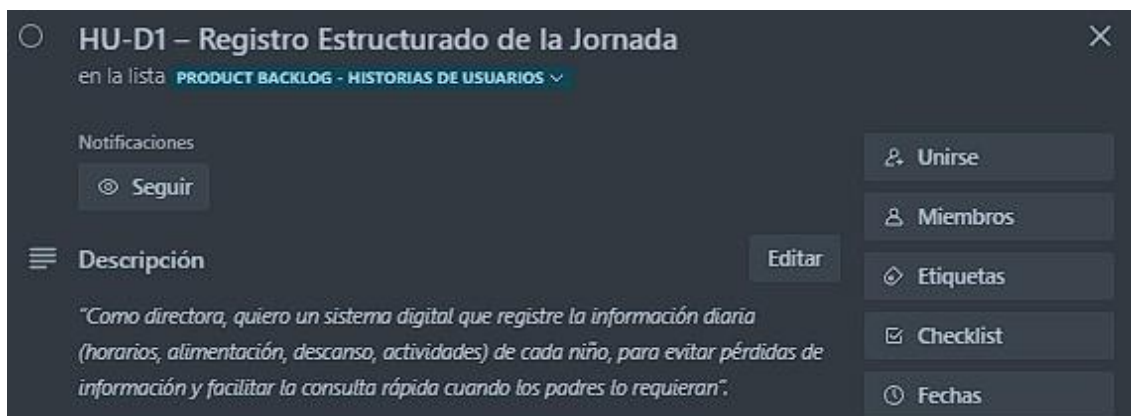 HU-D1 – Registro Estructurado de la Jornada
en la lista PRODUCT BACKLOG - HISTORIAS DE USUARIOS
Notificaciones
Seguir
Descripción
Editar
"Como directora, quiero un sistema digital que registre la información diaria
(horarios, alimentación, descanso, actividades) de cada niño, para evitar pérdidas de
información y facilitar la consulta rápida cuando los padres lo requieran".
Unirse
Miembros
Etiquetas
Checklist
Fechas